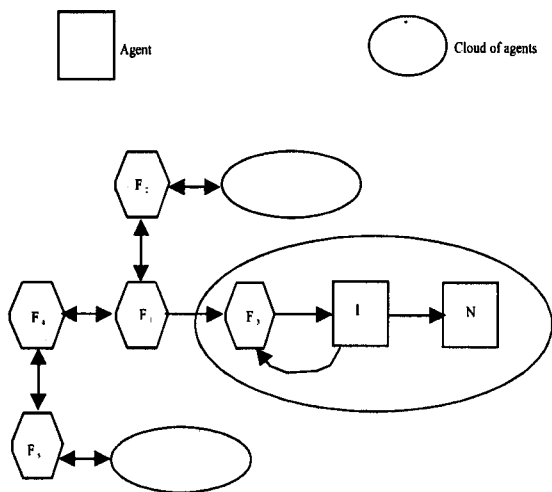 Agent
Cloud of agents
F₂
F₄
F₁
F₃
I
N
F₅